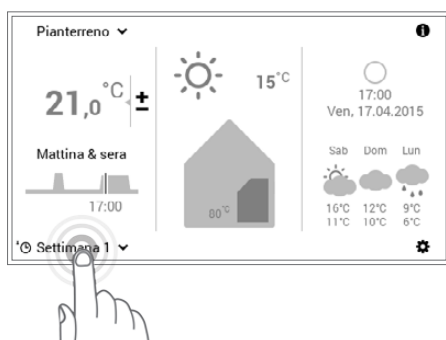 Pianterreno
21,0 °C ±
Mattina & sera
17:00
Settimana 1
15°C
80°C
i
17:00
Ven, 17.04.2015
Sab Dom Lun
16°C 12°C 9°C
11°C 10°C 6°C